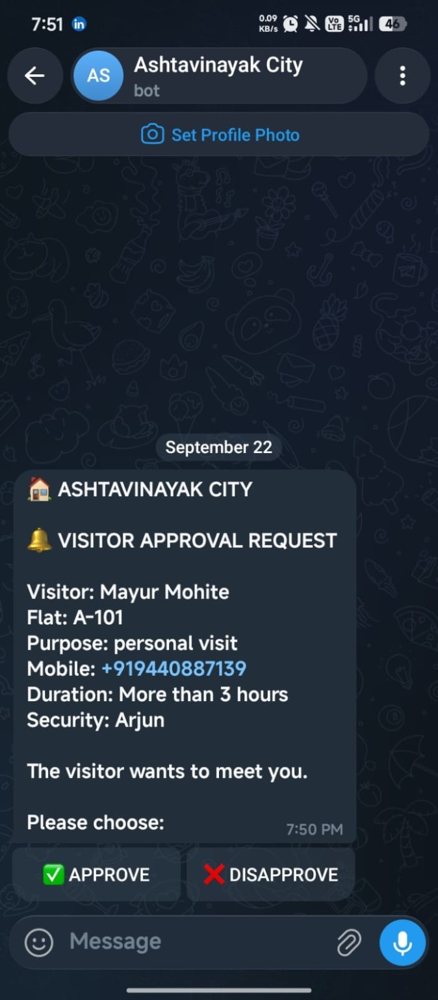 7:51 in 0.09 KB/s Vo LTE 5G 46
AS Ashtavinayak City
bot
Set Profile Photo
September 22
🏠 ASHTAVINAYAK CITY
🔔 VISITOR APPROVAL REQUEST
Visitor: Mayur Mohite
Flat: A-101
Purpose: personal visit
Mobile: +919440887139
Duration: More than 3 hours
Security: Arjun
The visitor wants to meet you.
Please choose:
7:50 PM
✅ APPROVE ❌ DISAPPROVE
Message